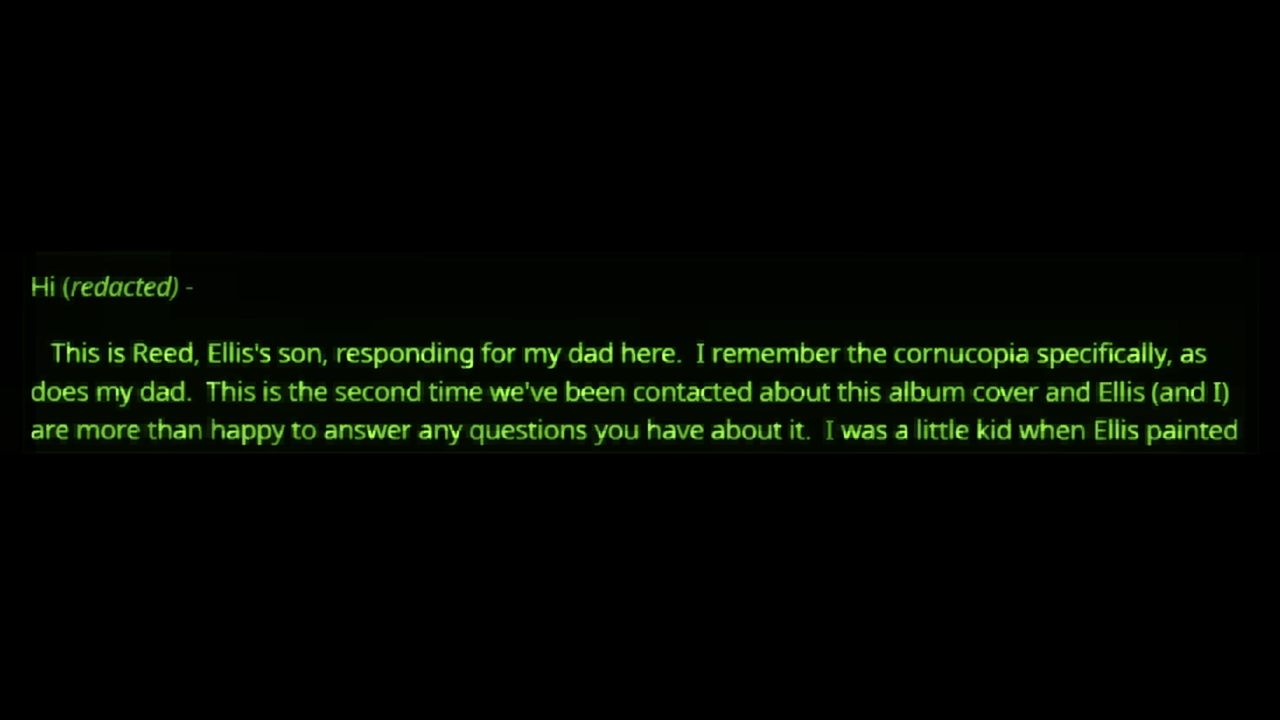 Hi (redacted) -
This is Reed, Ellis's son, responding for my dad here.  I remember the cornucopia specifically, as
does my dad.  This is the second time we've been contacted about this album cover and Ellis (and I)
are more than happy to answer any questions you have about it.  I was a little kid when Ellis painted